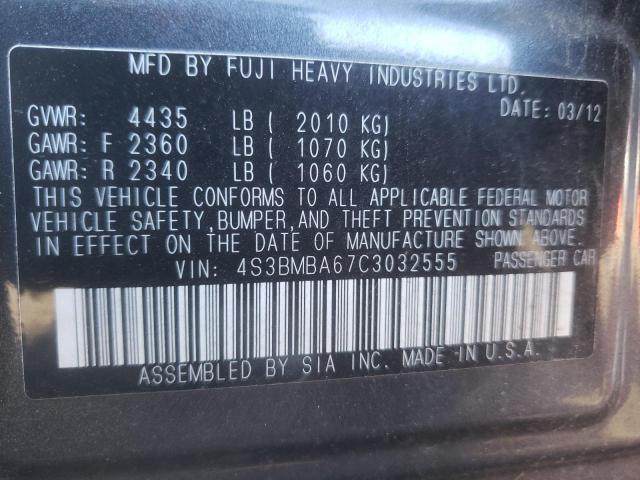 MFD BY FUJI HEAVY INDUSTRIES LTD.
DATE: 03/12
GVWR: 4435 LB ( 2010 KG)
GAWR: F 2360 LB ( 1070 KG)
GAWR: R 2340 LB ( 1060 KG)
THIS VEHICLE CONFORMS TO ALL APPLICABLE FEDERAL MOTOR
VEHICLE SAFETY,BUMPER,AND THEFT PREVENTION STANDARDS
IN EFFECT ON THE DATE OF MANUFACTURE SHOWN ABOVE.
VIN: 4S3BMBA67C3032555 PASSENGER CAR
ASSEMBLED BY SIA INC. MADE IN U.S.A.